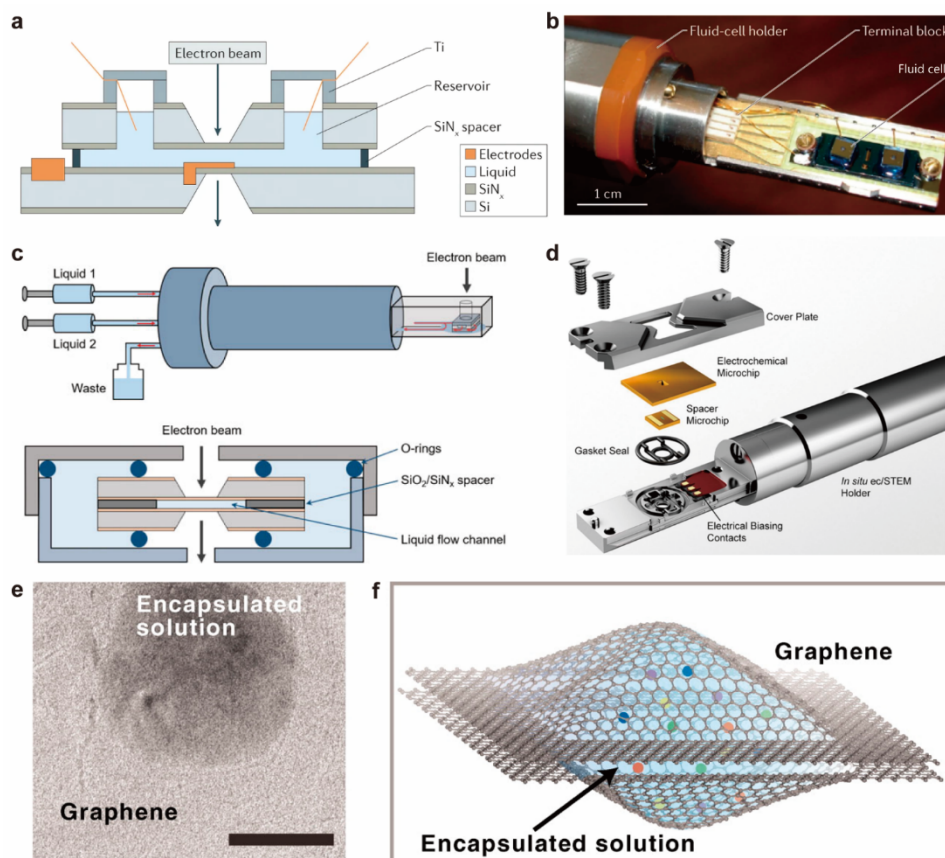 a
Electron beam
Ti
Reservoir
SiNx spacer
Electrodes
Liquid
SiNx
Si
b
Fluid-cell holder
Terminal block
Fluid cell
1 cm
c
Electron beam
Liquid 1
Liquid 2
Waste
Electron beam
O-rings
SiO2/SiNx spacer
Liquid flow channel
d
Cover Plate
Electrochemical
Microchip
Spacer
Microchip
Gasket Seal
In situ ec/STEM
Holder
Electrical Biasing
Contacts
e
Encapsulated
solution
Graphene
f
Graphene
Encapsulated solution